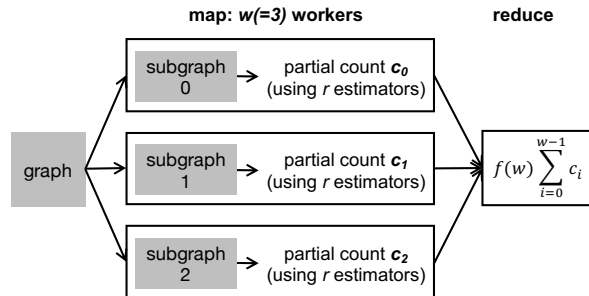 map: w(=3) workers
reduce
subgraph
0
partial count c₀
(using r estimators)
graph
subgraph
1
partial count c₁
(using r estimators)
f(w) ∑_{i=0}^{w−1} c_i
subgraph
2
partial count c₂
(using r estimators)